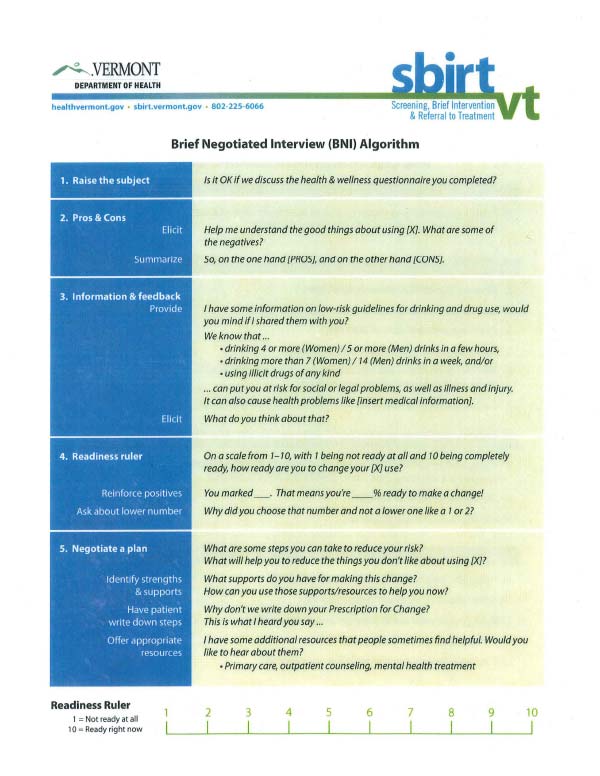 VERMONT
DEPARTMENT OF HEALTH
healthvermont.gov • sbirt.vermont.gov • 802-225-6066
sbirt
vt
Screening, Brief Intervention
& Referral to Treatment
Brief Negotiated Interview (BNI) Algorithm
1. Raise the subject
Is it OK if we discuss the health & wellness questionnaire you completed?
2. Pros & Cons
Elicit
Help me understand the good things about using [X]. What are some of
the negatives?
Summarize
So, on the one hand [PROS], and on the other hand [CONS].
3. Information & feedback
Provide
I have some information on low-risk guidelines for drinking and drug use, would
you mind if I shared them with you?
We know that ...
• drinking 4 or more (Women) / 5 or more (Men) drinks in a few hours,
• drinking more than 7 (Women) / 14 (Men) drinks in a week, and/or
• using illicit drugs of any kind
... can put you at risk for social or legal problems, as well as illness and injury.
It can also cause health problems like [insert medical information].
Elicit
What do you think about that?
4. Readiness ruler
On a scale from 1–10, with 1 being not ready at all and 10 being completely
ready, how ready are you to change your [X] use?
Reinforce positives
You marked ___. That means you're ____% ready to make a change!
Ask about lower number
Why did you choose that number and not a lower one like a 1 or 2?
5. Negotiate a plan
What are some steps you can take to reduce your risk?
What will help you to reduce the things you don't like about using [X]?
Identify strengths
& supports
What supports do you have for making this change?
How can you use those supports/resources to help you now?
Have patient
write down steps
Why don't we write down your Prescription for Change?
This is what I heard you say ...
Offer appropriate
resources
I have some additional resources that people sometimes find helpful. Would you
like to hear about them?
• Primary care, outpatient counseling, mental health treatment
Readiness Ruler
1 = Not ready at all
10 = Ready right now
1 2 3 4 5 6 7 8 9 10